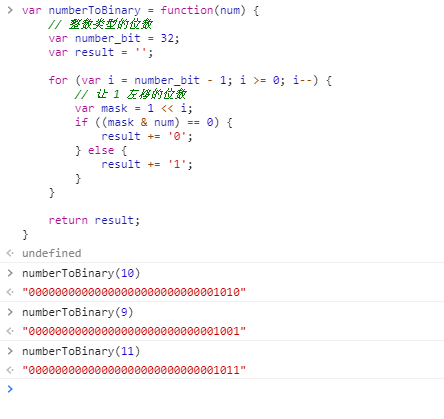 var numberToBinary = function(num) {
// 整数类型的位数
var number_bit = 32;
var result = '';
for (var i = number_bit - 1; i >= 0; i--) {
// 让 1 左移的位数
var mask = 1 << i;
if ((mask & num) == 0) {
result += '0';
} else {
result += '1';
}
}
return result;
}
undefined
numberToBinary(10)
"00000000000000000000000000001010"
numberToBinary(9)
"00000000000000000000000000001001"
numberToBinary(11)
"00000000000000000000000000001011"